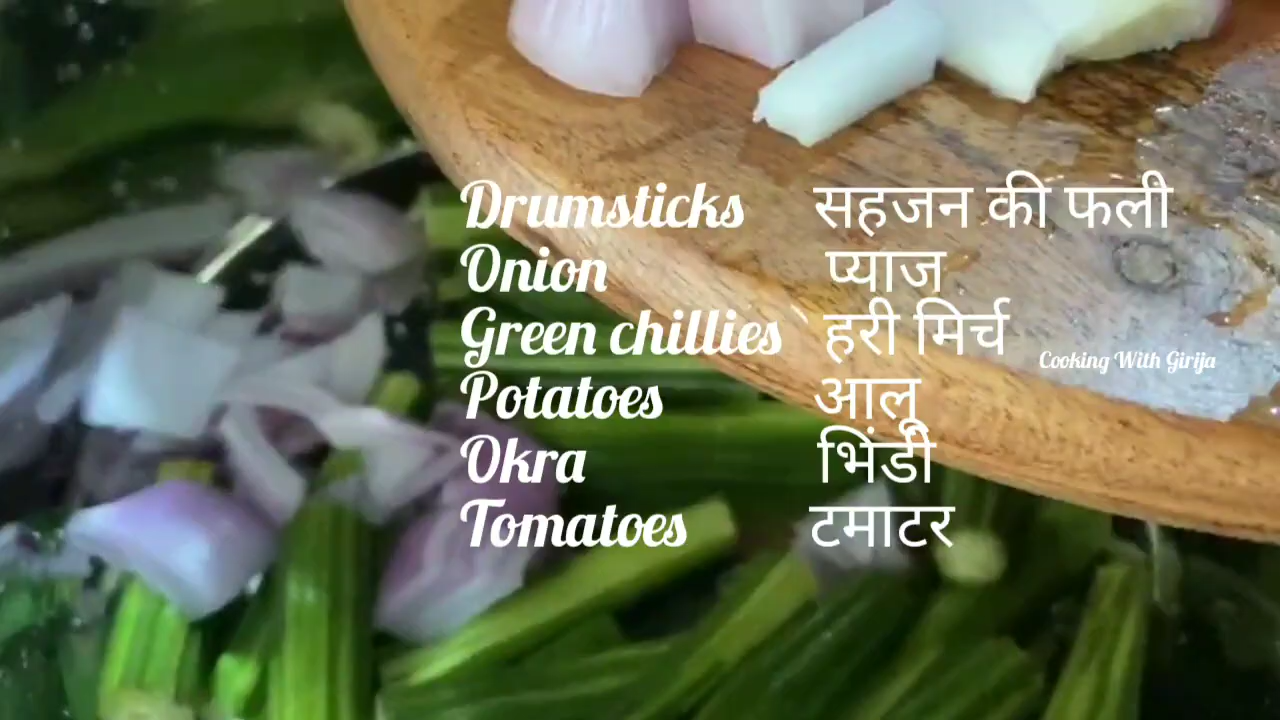 Drumsticks सहजन की फली
Onion प्याज
Green chillies ` हरी मिर्च
Cooking With Girija
Potatoes आलू
Okra भिंडी
Tomatoes टमाटर